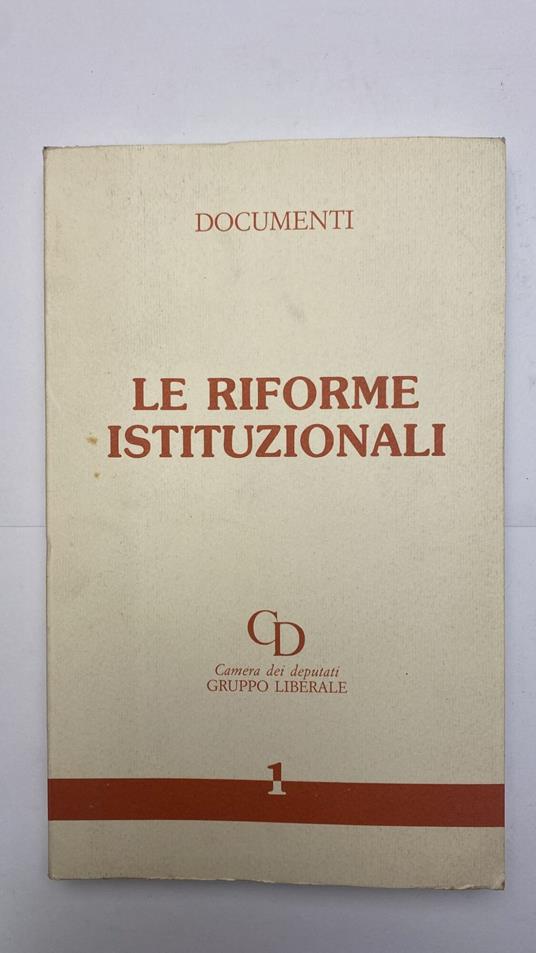 DOCUMENTI
LE RIFORME
ISTITUZIONALI
CD
Camera dei deputati
GRUPPO LIBERALE
1